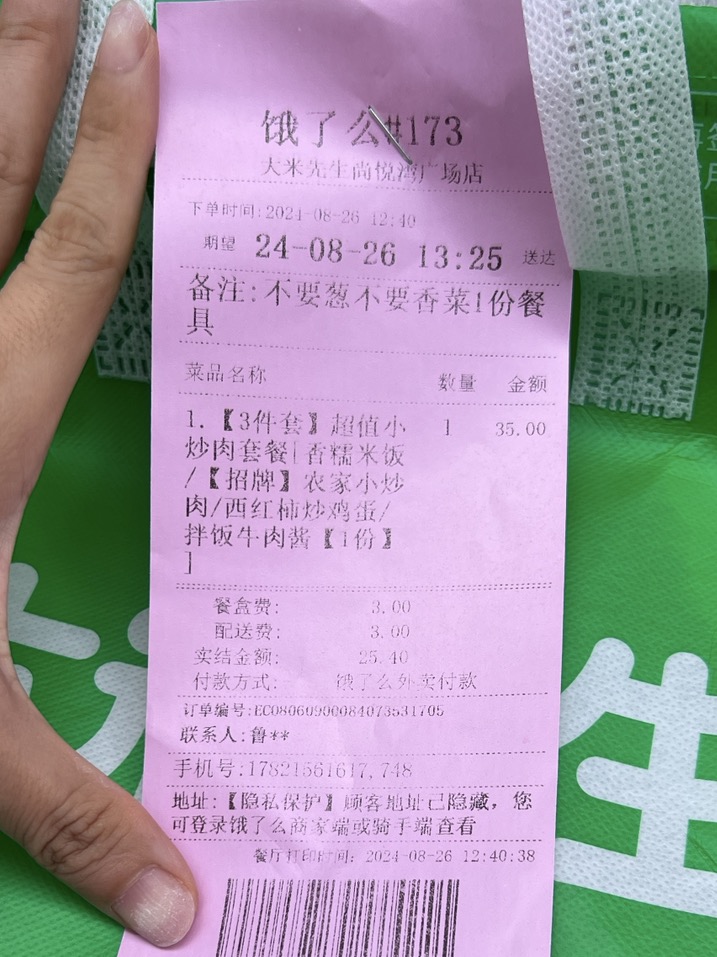 饿了么#173
大米先生尚悦湾广场店
下单时间:2024-08-26 12:40
期望 24-08-26 13:25 送达
备注:不要葱不要香菜1份餐
具
菜品名称 数量 金额
1.【3件套】超值小 1 35.00
炒肉套餐[香糯米饭
/【招牌】农家小炒
肉/西红柿炒鸡蛋/
拌饭牛肉酱【1份】
]
餐盒费: 3.00
配送费: 3.00
实结金额: 25.40
付款方式: 饿了么外卖付款
订单编号:EC0806090084073531705
联系人:鲁**
手机号:17821561617,748
地址:【隐私保护】顾客地址已隐藏，您
可登录饿了么商家端或骑手端查看
餐厅打印时间: 2024-08-26 12:40:38
生